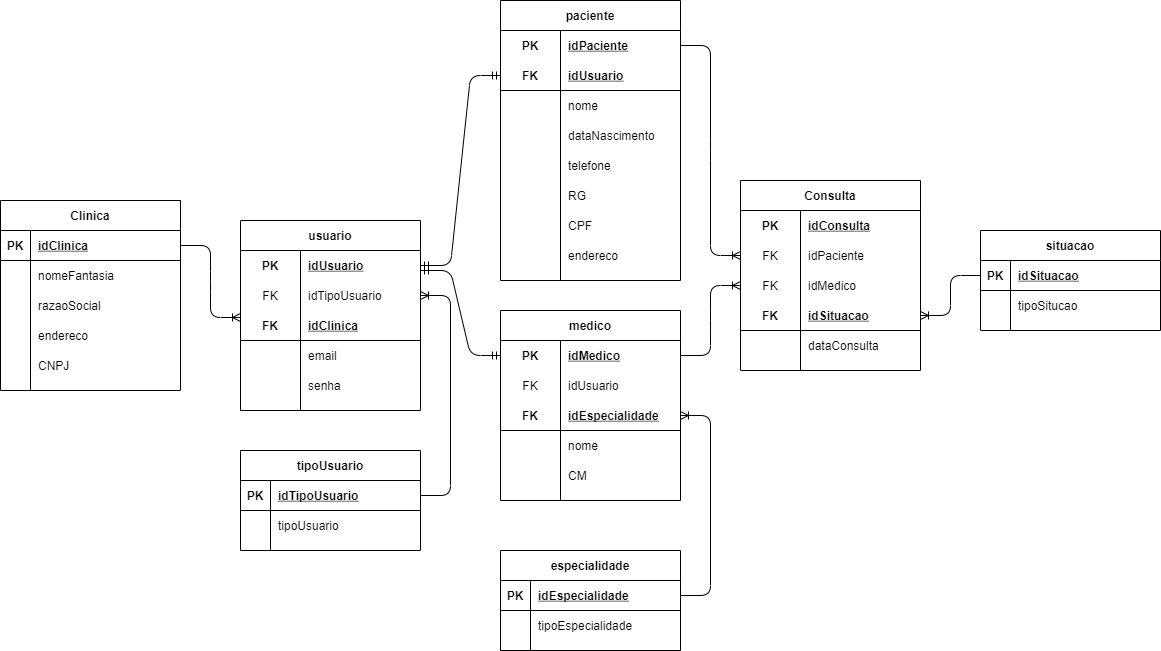 paciente
PK idPaciente
FK idUsuario
nome
dataNascimento
telefone
RG
CPF
endereco
Clinica
PK idClinica
nomeFantasia
razaoSocial
endereco
CNPJ
usuario
PK idUsuario
FK idTipoUsuario
FK idClinica
email
senha
tipoUsuario
PK idTipoUsuario
tipoUsuario
medico
PK idMedico
FK idUsuario
FK idEspecialidade
nome
CM
especialidade
PK idEspecialidade
tipoEspecialidade
Consulta
PK idConsulta
FK idPaciente
FK idMedico
FK idSituacao
dataConsulta
situacao
PK idSituacao
tipoSitucao